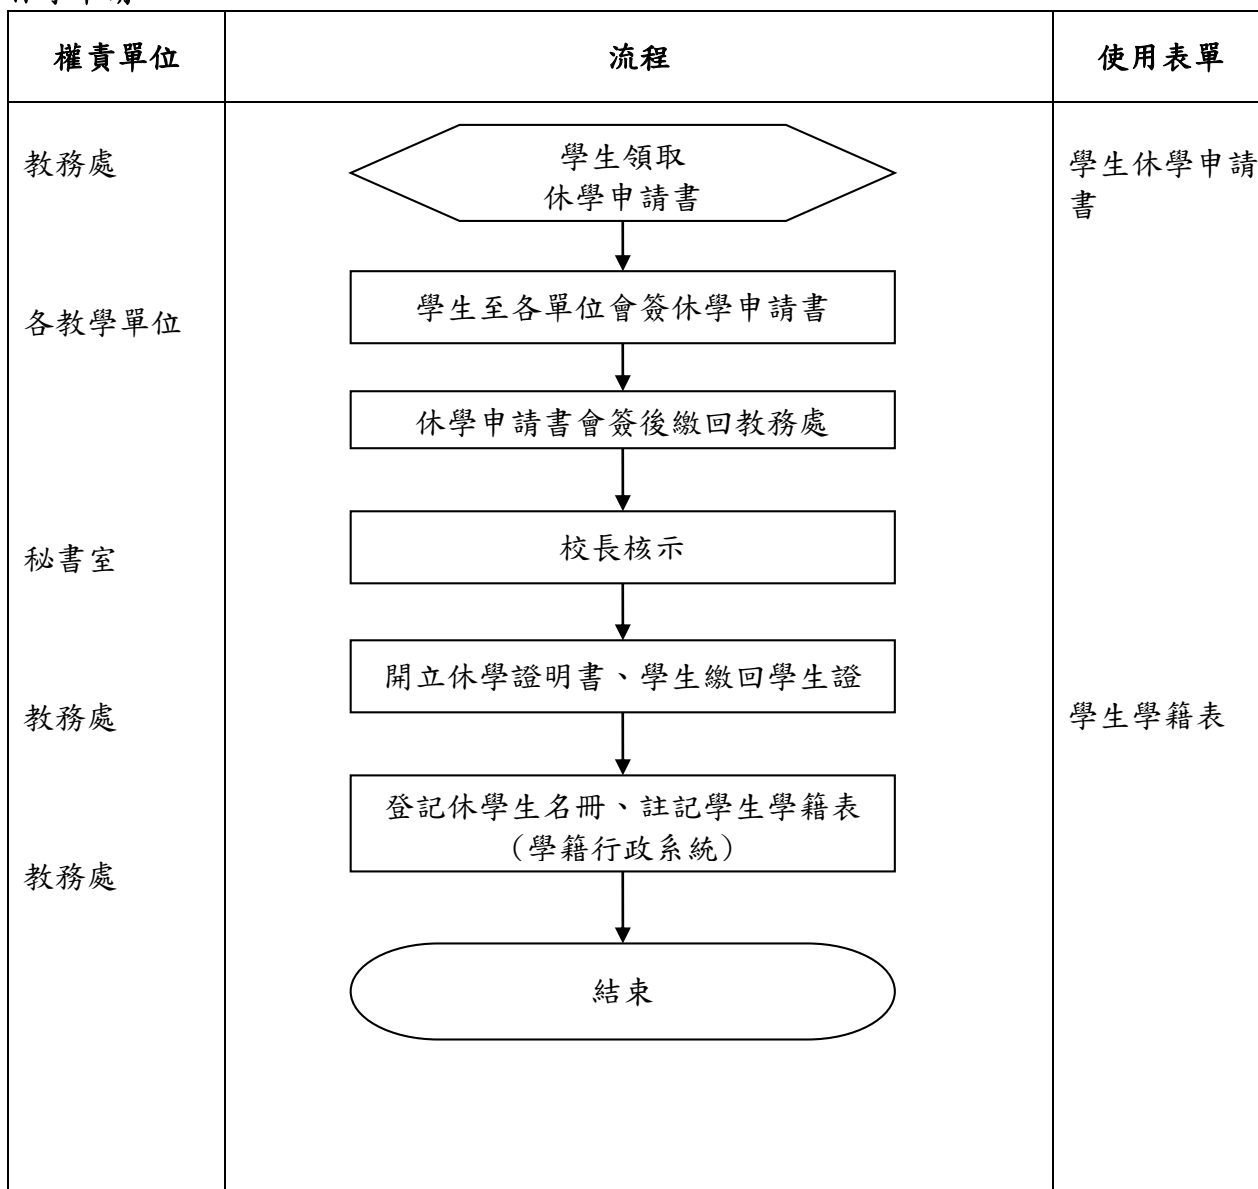 權責單位
流程
使用表單
教務處
學生領取
休學申請書
學生休學申請
書
各教學單位
學生至各單位會簽休學申請書
休學申請書會簽後繳回教務處
秘書室
校長核示
開立休學證明書、學生繳回學生證
教務處
學生學籍表
登記休學生名冊、註記學生學籍表
(學籍行政系統)
教務處
結束